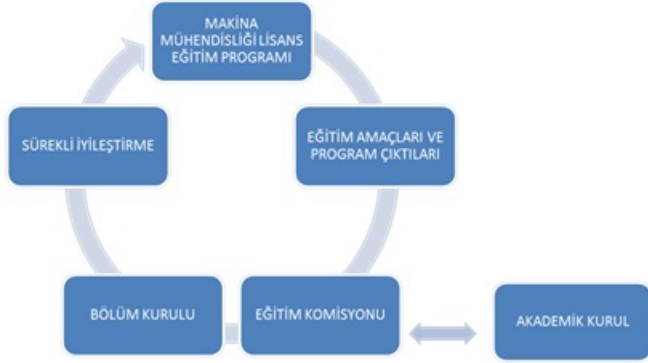 MAKİNA
MÜHENDİSLİĞİ LİSANS
EĞİTİM PROGRAMI
SÜREKLİ İYİLEŞTİRME
EĞİTİM AMAÇLARI VE
PROGRAM ÇIKTILARI
BÖLÜM KURULU
EĞİTİM KOMİSYONU
AKADEMİK KURUL